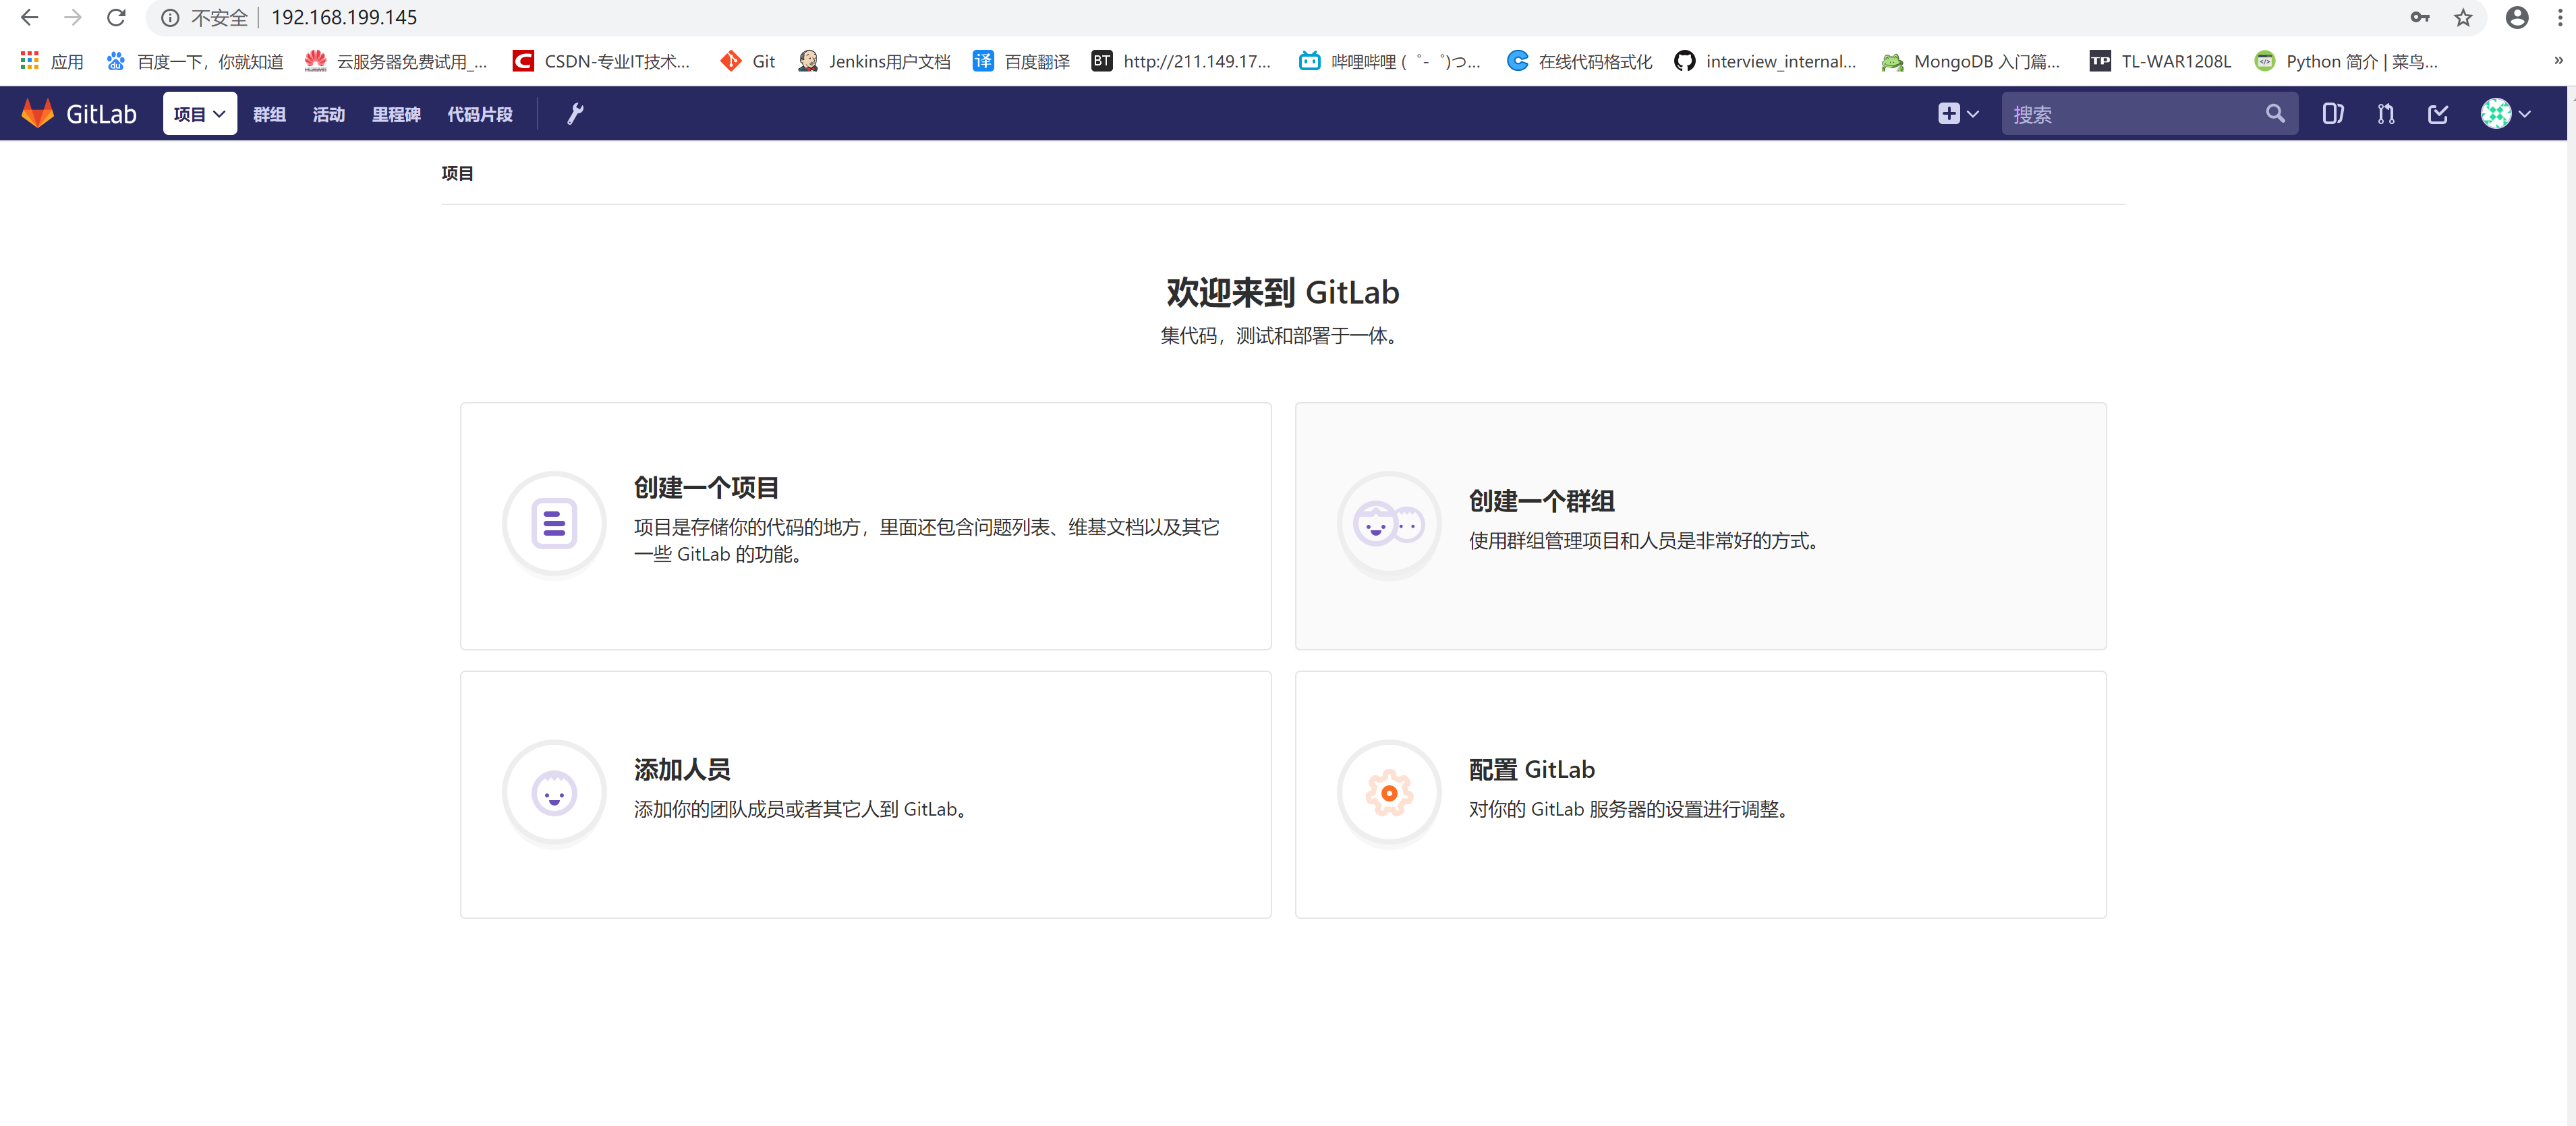 不安全 | 192.168.199.145
应用 百度一下，你就知道 云服务器免费试用_... CSDN-专业IT技术... Git Jenkins用户文档 百度翻译 http://211.149.17... 哔哩哔哩 (゜-゜)つ... 在线代码格式化 interview_internal... MongoDB 入门篇... TL-WAR1208L Python 简介 | 菜鸟... »
GitLab 项目 群组 活动 里程碑 代码片段 搜索
项目
欢迎来到 GitLab
集代码，测试和部署于一体。
创建一个项目
项目是存储你的代码的地方，里面还包含问题列表、维基文档以及其它
一些 GitLab 的功能。
创建一个群组
使用群组管理项目和人员是非常好的方式。
添加人员
添加你的团队成员或者其它人到 GitLab。
配置 GitLab
对你的 GitLab 服务器的设置进行调整。